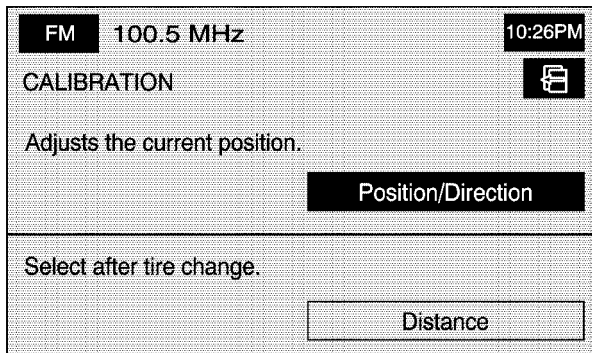 FM 100.5 MHz 10:26PM
CALIBRATION
Adjusts the current position.
Position/Direction
Select after tire change.
Distance